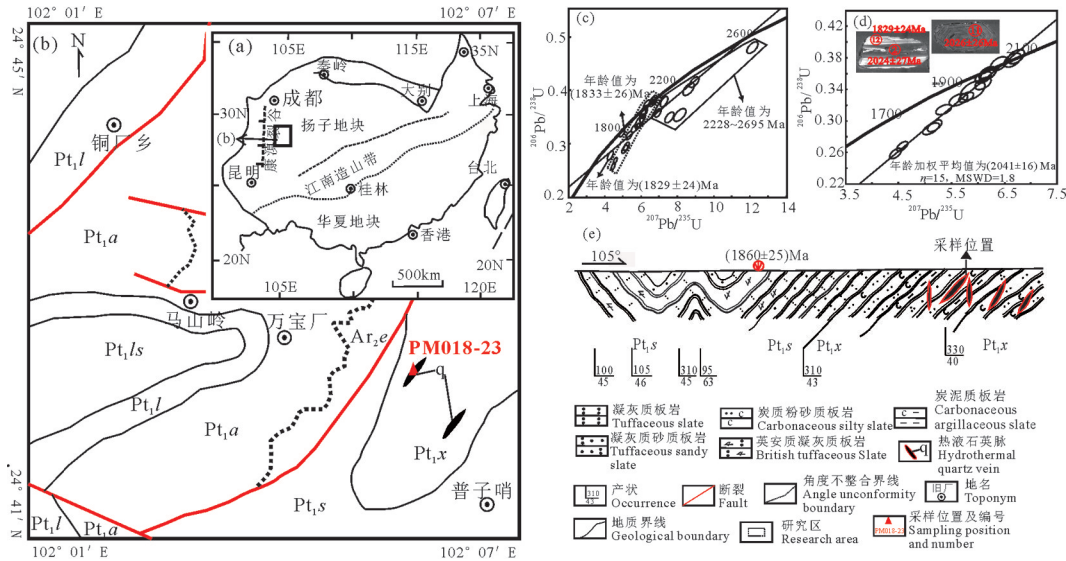 102° 01′ E
102° 07′ E
24° 45′ N
(b)
N
铜厂乡
Pt₁l
Pt₁a
马山岭
万宝厂
Ar₂e
PM018-23
q
Pt₁ls
Pt₁l
Pt₁a
Pt₁x
Pt₁s
普子哨
24° 41′ N
Pt₁l
Pt₁a
102° 01′ E
102° 07′ E
(a)
105E
115E
35N
秦岭
成都
大别
上海
30N
扬子地块
(b)
昆明
江南造山带
桂林
台北
华夏地块
香港
20N
20N
500km
105E
120E
(c)
²⁰⁶Pb/²³⁸U
0.5
0.4
0.3
0.2
2600
2200
1800
年龄值为
(1833±26)Ma
年龄值为
2228~2695 Ma
年龄值为(1829±24)Ma
2 4 6 8 10 12 14
²⁰⁷Pb/²³⁵U
(d)
²⁰⁶Pb/²³⁸U
0.42
0.38
0.34
0.30
0.26
0.22
1829±24Ma
2024±27Ma
2100
1900
1700
年龄加权平均值为(2041±16)Ma
n=15, MSWD=1.8
3.5 4.5 5.5 6.5 7.5
²⁰⁷Pb/²³⁵U
(e)
采样位置
105°
(1860±25)Ma
Pt₁s
Pt₁s
Pt₁x
Pt₁x
100
45
105
46
310
45
95
63
310
43
330
40
凝灰质板岩
Tuffaceous slate
炭质粉砂质板岩
Carbonaceous silty slate
炭泥质板岩
Carbonaceous
argillaceous slate
凝灰质砂质板岩
Tuffaceous sandy
slate
英安质凝灰质板岩
British tuffaceous Slate
q
热液石英脉
Hydrothermal
quartz vein
310
43
产状
Occurrence
断裂
Fault
角度不整合界线
Angle unconformity
boundary
旧厂
地名
Toponym
地质界线
Geological boundary
研究区
Research area
PM018-23
采样位置及编号
Sampling position
and number